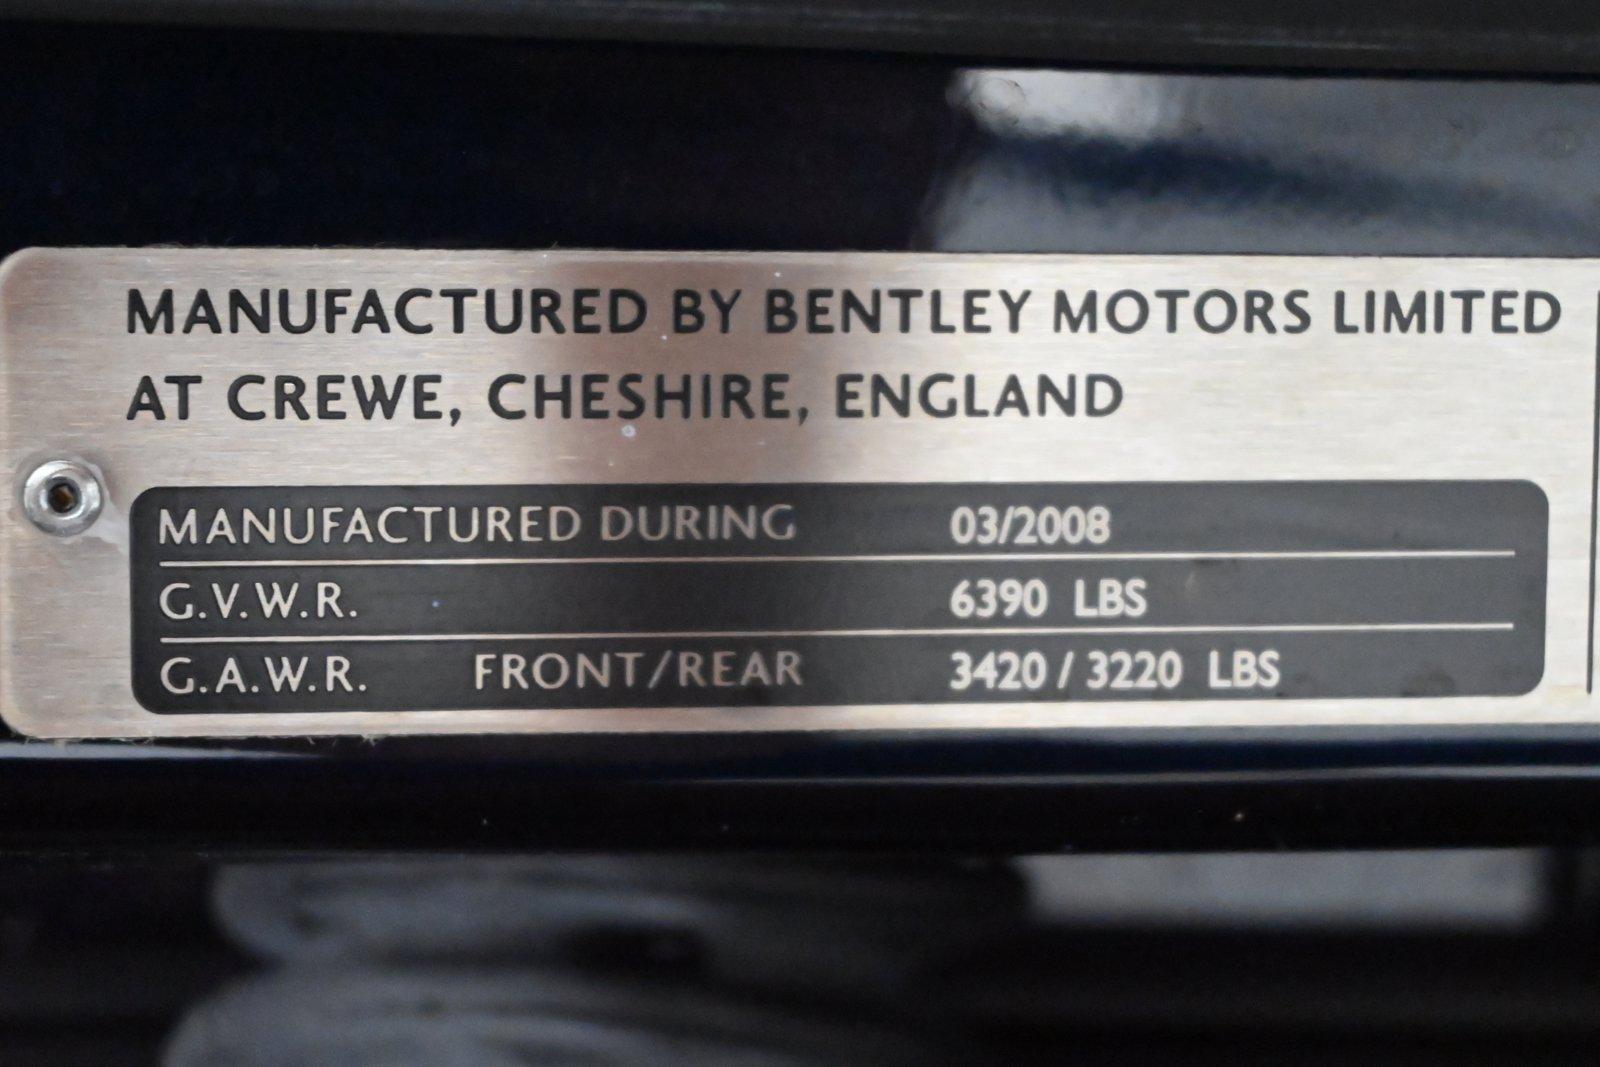 MANUFACTURED BY BENTLEY MOTORS LIMITED
AT CREWE, CHESHIRE, ENGLAND
MANUFACTURED DURING 03/2008
G.V.W.R. 6390 LBS
G.A.W.R. FRONT/REAR 3420 / 3220 LBS